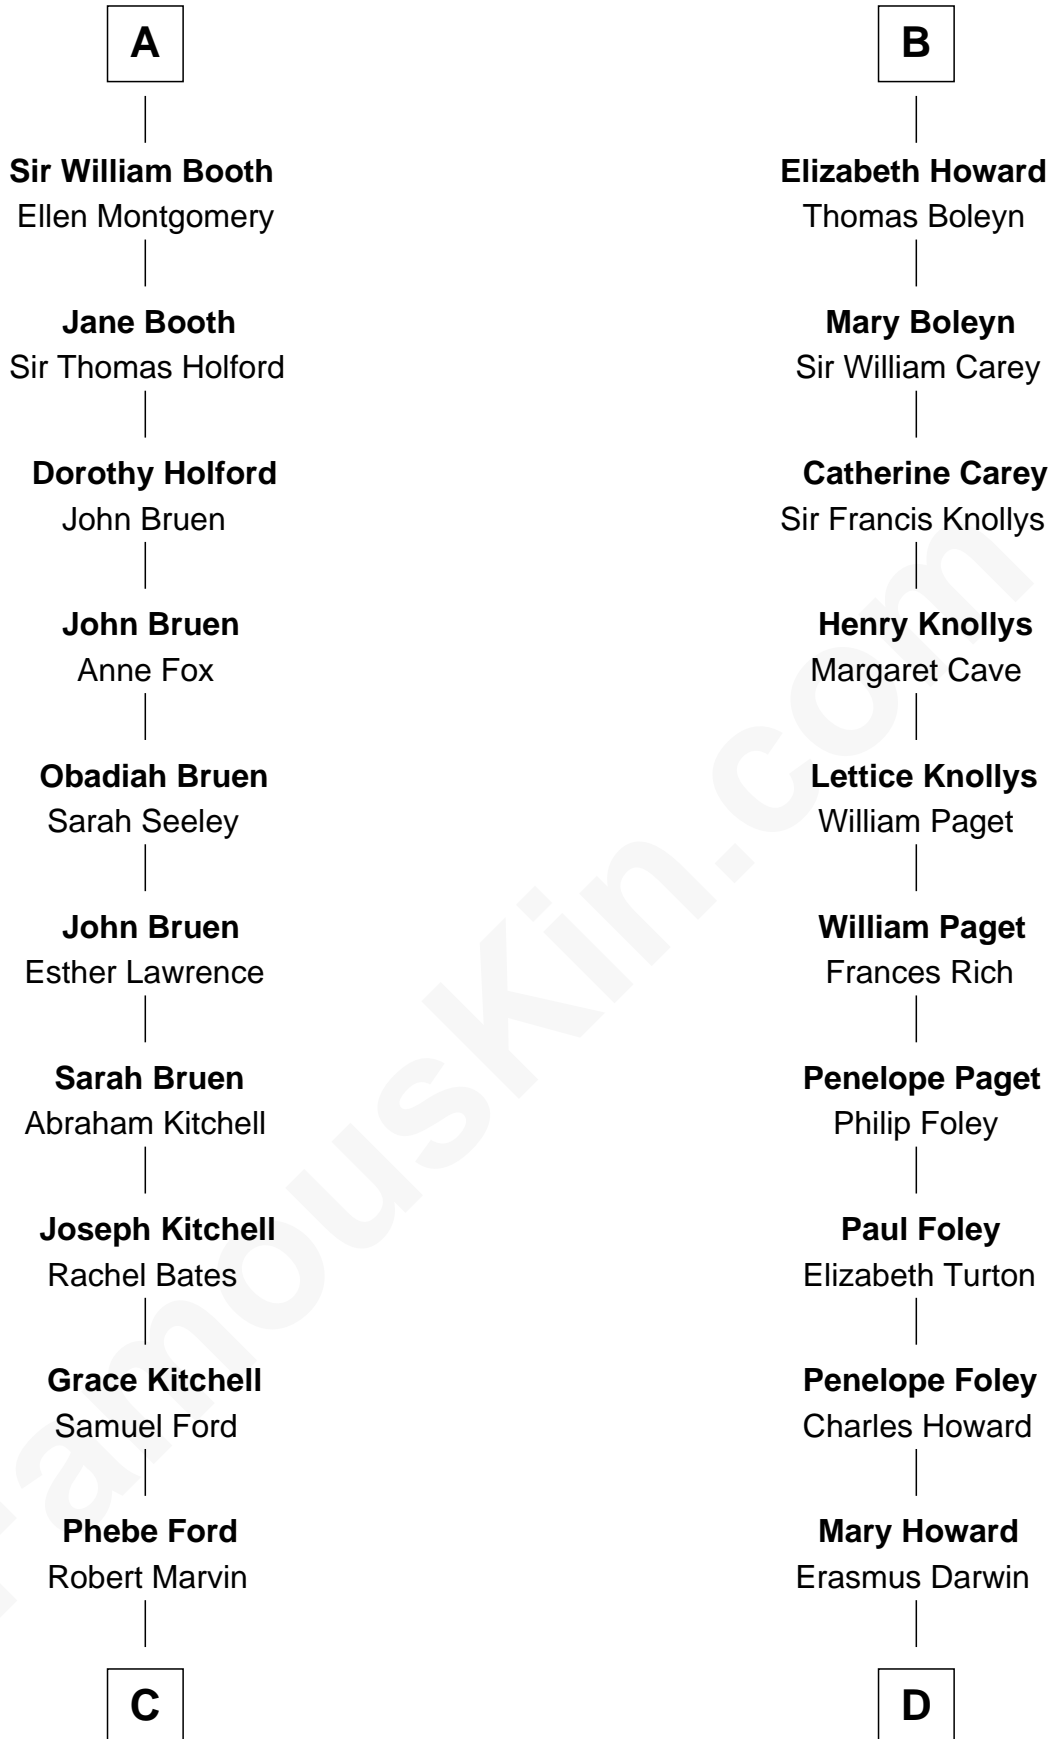 A
Sir William Booth
Ellen Montgomery
Jane Booth
Sir Thomas Holford
Dorothy Holford
John Bruen
John Bruen
Anne Fox
Obadiah Bruen
Sarah Seeley
John Bruen
Esther Lawrence
Sarah Bruen
Abraham Kitchell
Joseph Kitchell
Rachel Bates
Grace Kitchell
Samuel Ford
Phebe Ford
Robert Marvin
C
B
Elizabeth Howard
Thomas Boleyn
Mary Boleyn
Sir William Carey
Catherine Carey
Sir Francis Knollys
Henry Knollys
Margaret Cave
Lettice Knollys
William Paget
William Paget
Frances Rich
Penelope Paget
Philip Foley
Paul Foley
Elizabeth Turton
Penelope Foley
Charles Howard
Mary Howard
Erasmus Darwin
D
FamousKin.com